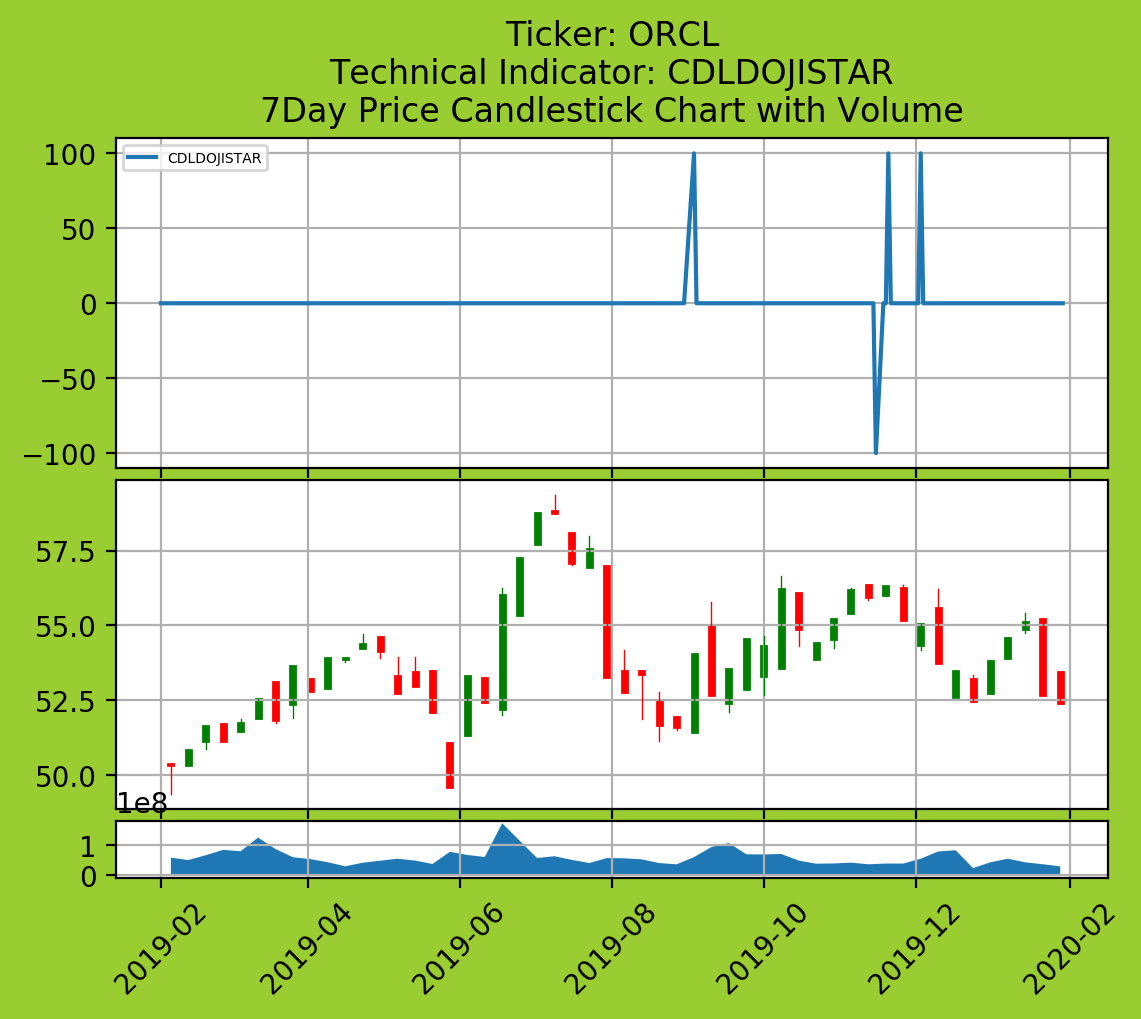 Ticker: ORCL
Technical Indicator: CDLDOJISTAR
7Day Price Candlestick Chart with Volume
CDLDOJISTAR
100
50
0
−50
−100
57.5
55.0
52.5
50.0
1e8
1
0
2019-02 2019-04 2019-06 2019-08 2019-10 2019-12 2020-02